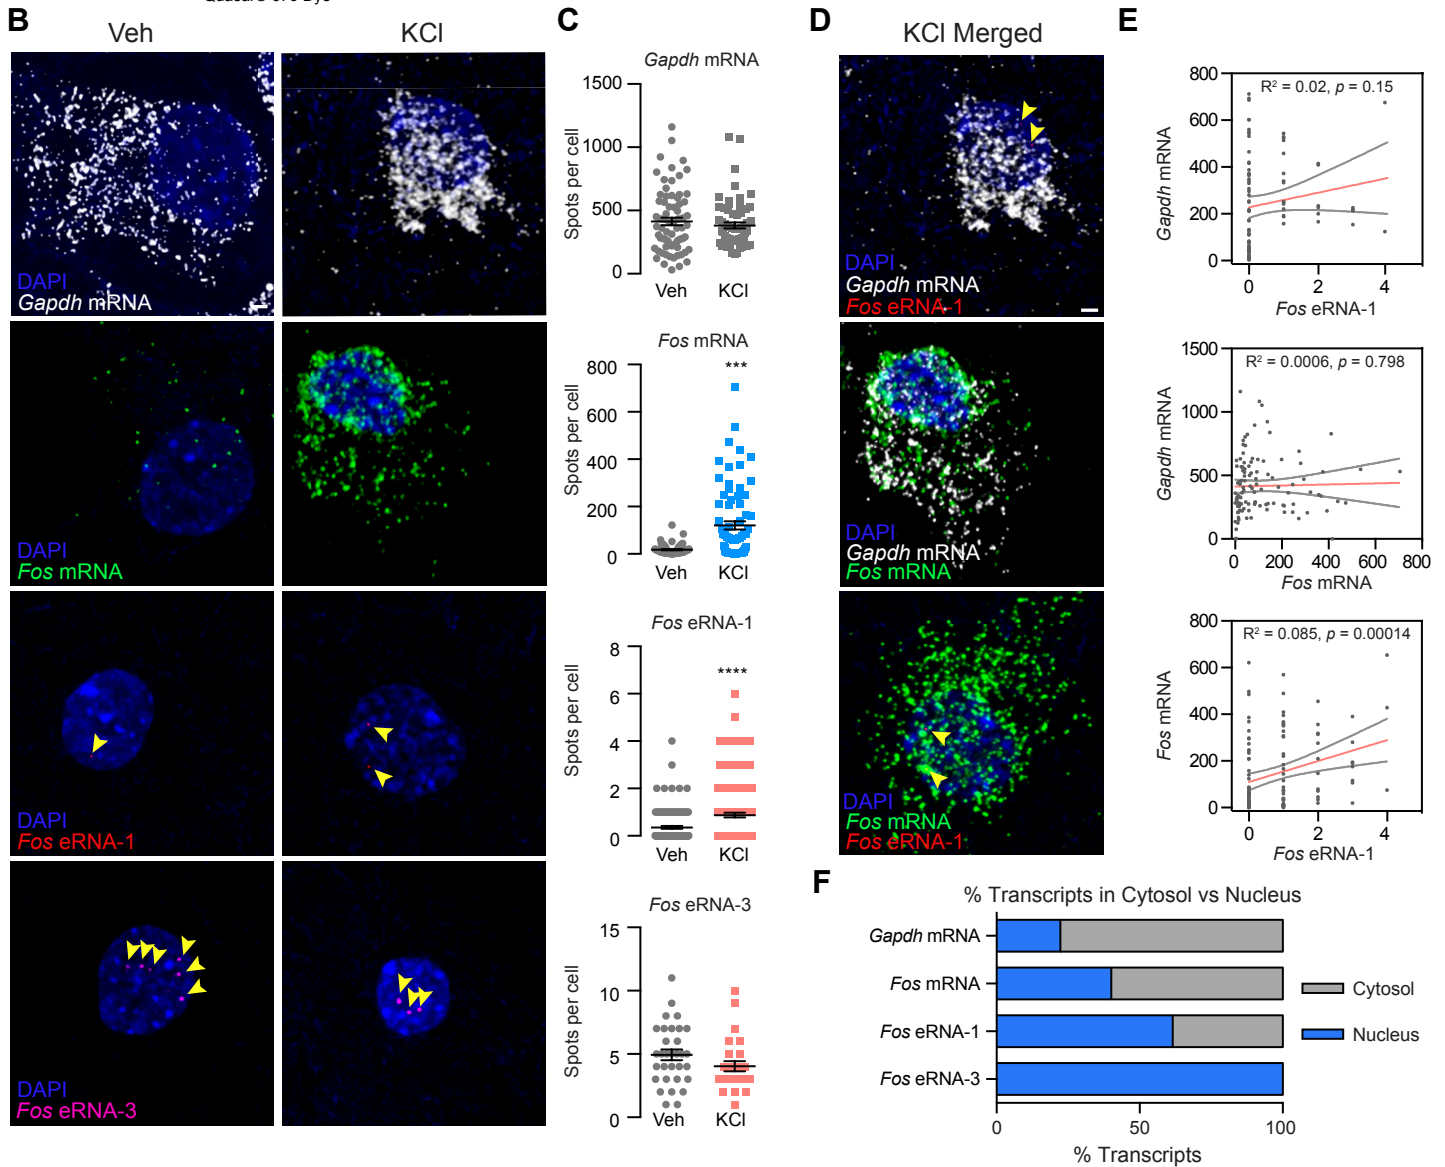 B
Veh
KCl
DAPI
Gapdh mRNA
DAPI
Fos mRNA
DAPI
Fos eRNA-1
DAPI
Fos eRNA-3
C
Gapdh mRNA
Spots per cell
1500
1000
500
0
Veh
KCl
Fos mRNA
***
Spots per cell
800
600
400
200
0
Veh
KCl
Fos eRNA-1
****
Spots per cell
8
6
4
2
0
Veh
KCl
Fos eRNA-3
Spots per cell
15
10
5
0
Veh
KCl
D
KCl Merged
DAPI
Gapdh mRNA
Fos eRNA-1
DAPI
Gapdh mRNA
Fos mRNA
DAPI
Fos mRNA
Fos eRNA-1
E
R² = 0.02, p = 0.15
Gapdh mRNA
800
600
400
200
0
0 2 4
Fos eRNA-1
R² = 0.0006, p = 0.798
Gapdh mRNA
1500
1000
500
0
0 200 400 600 800
Fos mRNA
R² = 0.085, p = 0.00014
Fos mRNA
800
600
400
200
0
0 2 4
Fos eRNA-1
F
% Transcripts in Cytosol vs Nucleus
Gapdh mRNA
Fos mRNA
Fos eRNA-1
Fos eRNA-3
0 50 100
% Transcripts
Cytosol
Nucleus